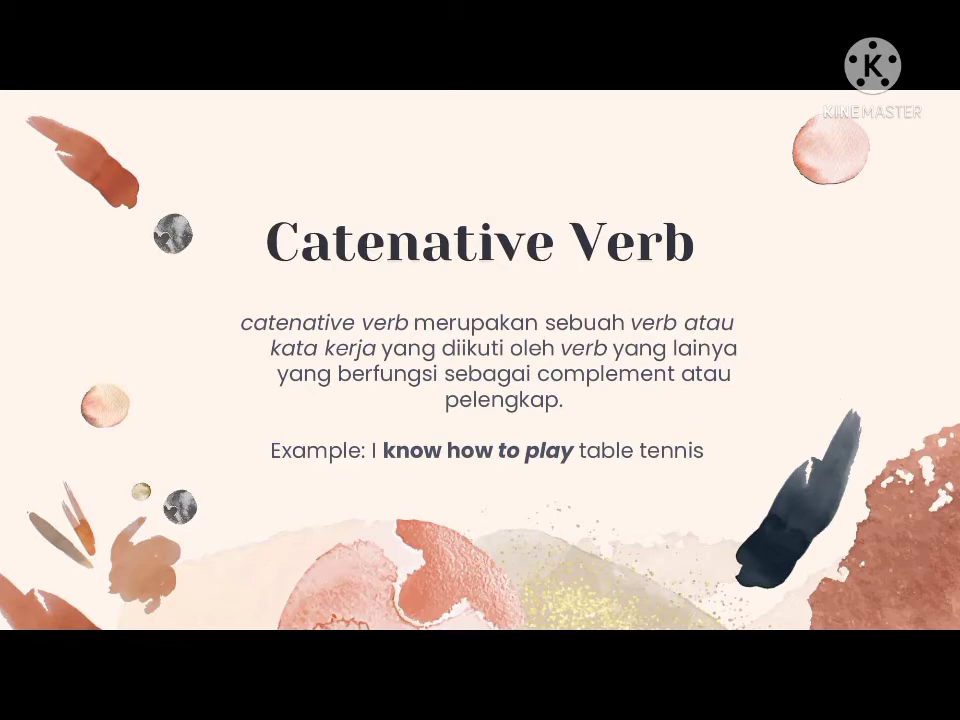 K
KINEMASTER
Catenative Verb
catenative verb merupakan sebuah verb atau
kata kerja yang diikuti oleh verb yang lainya
yang berfungsi sebagai complement atau
pelengkap.
Example: I know how to play table tennis